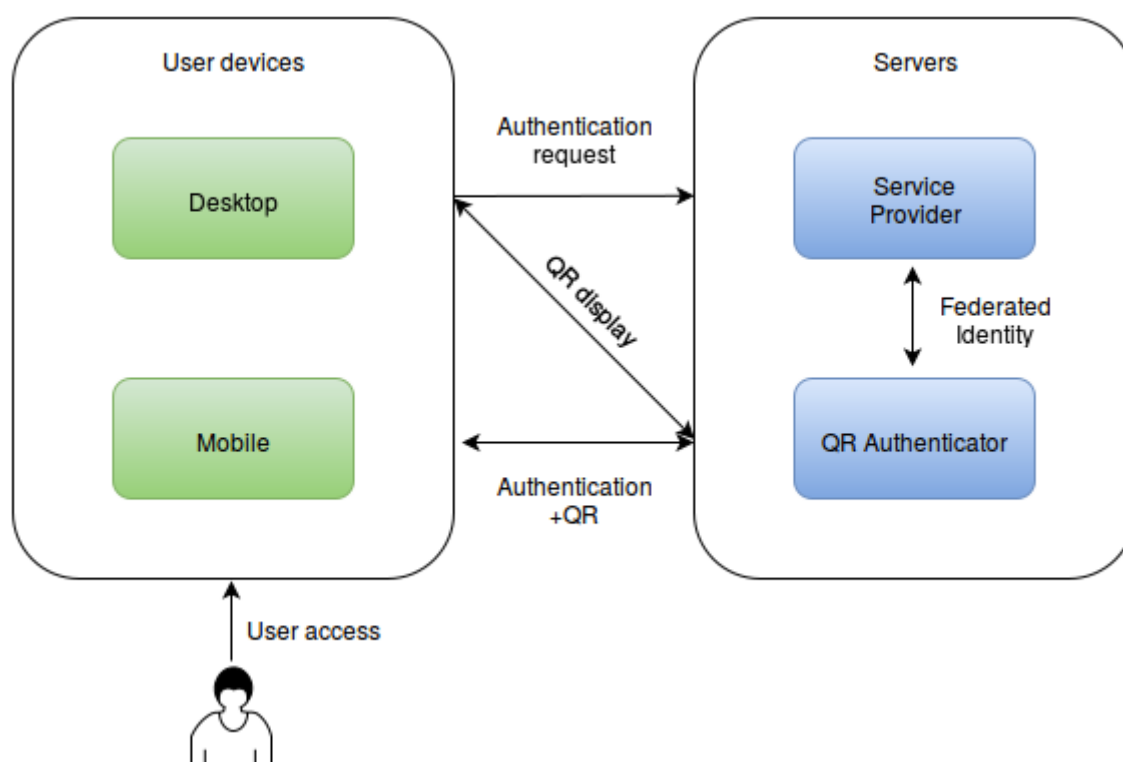 User devices
Servers
Authentication
request
Desktop
Service
Provider
QR display
Federated
Identity
Mobile
QR Authenticator
Authentication
+QR
User access